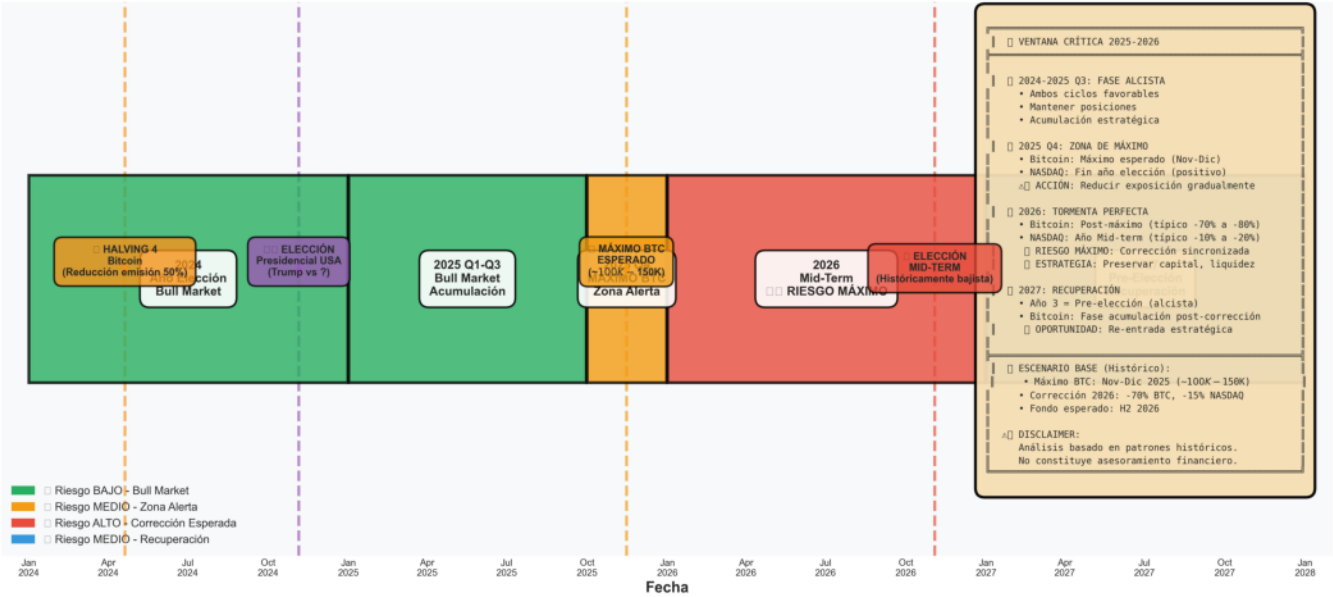 HALVING 4
Bitcoin
(Reducción emisión 50%)
Bull Market
ELECCIÓN
Presidencial USA
(Trump vs ?)
2025 Q1-Q3
Bull Market
Acumulación
MÁXIMO BTC
ESPERADO
(~100K − 150K)
MÁXIMO BTC
Zona Alerta
2026
Mid-Term
RIESGO MÁXIMO
ELECCIÓN
MID-TERM
(Históricamente bajista)
VENTANA CRÍTICA 2025-2026
2024-2025 Q3: FASE ALCISTA
• Ambos ciclos favorables
• Mantener posiciones
• Acumulación estratégica
2025 Q4: ZONA DE MÁXIMO
• Bitcoin: Máximo esperado (Nov-Dic)
• NASDAQ: Fin año elección (positivo)
⚠ ACCIÓN: Reducir exposición gradualmente
2026: TORMENTA PERFECTA
• Bitcoin: Post-máximo (típico -70% a -80%)
• NASDAQ: Año Mid-term (típico -10% a -20%)
RIESGO MÁXIMO: Corrección sincronizada
ESTRATEGIA: Preservar capital, liquidez
2027: RECUPERACIÓN
• Año 3 = Pre-elección (alcista)
• Bitcoin: Fase acumulación post-corrección
OPORTUNIDAD: Re-entrada estratégica
ESCENARIO BASE (Histórico):
• Máximo BTC: Nov-Dic 2025 (~100K − 150K)
• Corrección 2026: -70% BTC, -15% NASDAQ
• Fondo esperado: H2 2026
⚠ DISCLAIMER:
Análisis basado en patrones históricos.
No constituye asesoramiento financiero.
Riesgo BAJO - Bull Market
Riesgo MEDIO - Zona Alerta
Riesgo ALTO - Corrección Esperada
Riesgo MEDIO - Recuperación
Jan Apr Jul Oct Jan Apr Jul Oct Jan Apr Jul Oct Jan Apr Jul Oct Jan
2024 2024 2024 2024 2025 2025 2025 2025 2026 2026 2026 2026 2027 2027 2027 2027 2028
Fecha